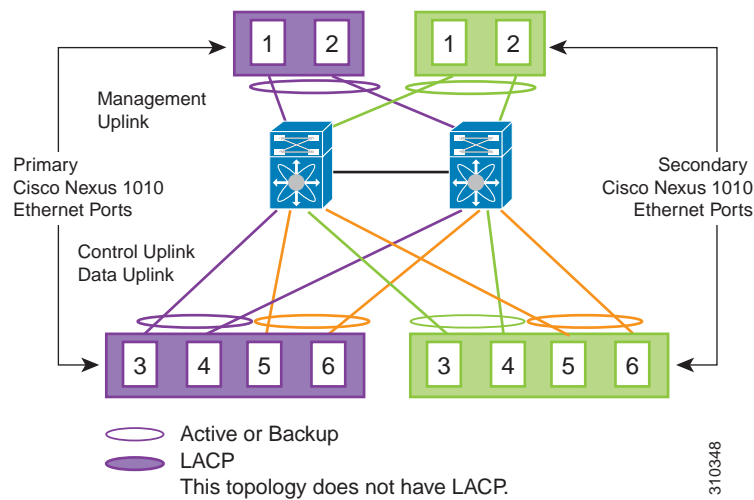 1 2 1 2
Management
Uplink
Primary
Cisco Nexus 1010
Ethernet Ports
Secondary
Cisco Nexus 1010
Ethernet Ports
Control Uplink
Data Uplink
3 4 5 6 3 4 5 6
Active or Backup
LACP
This topology does not have LACP.
310348